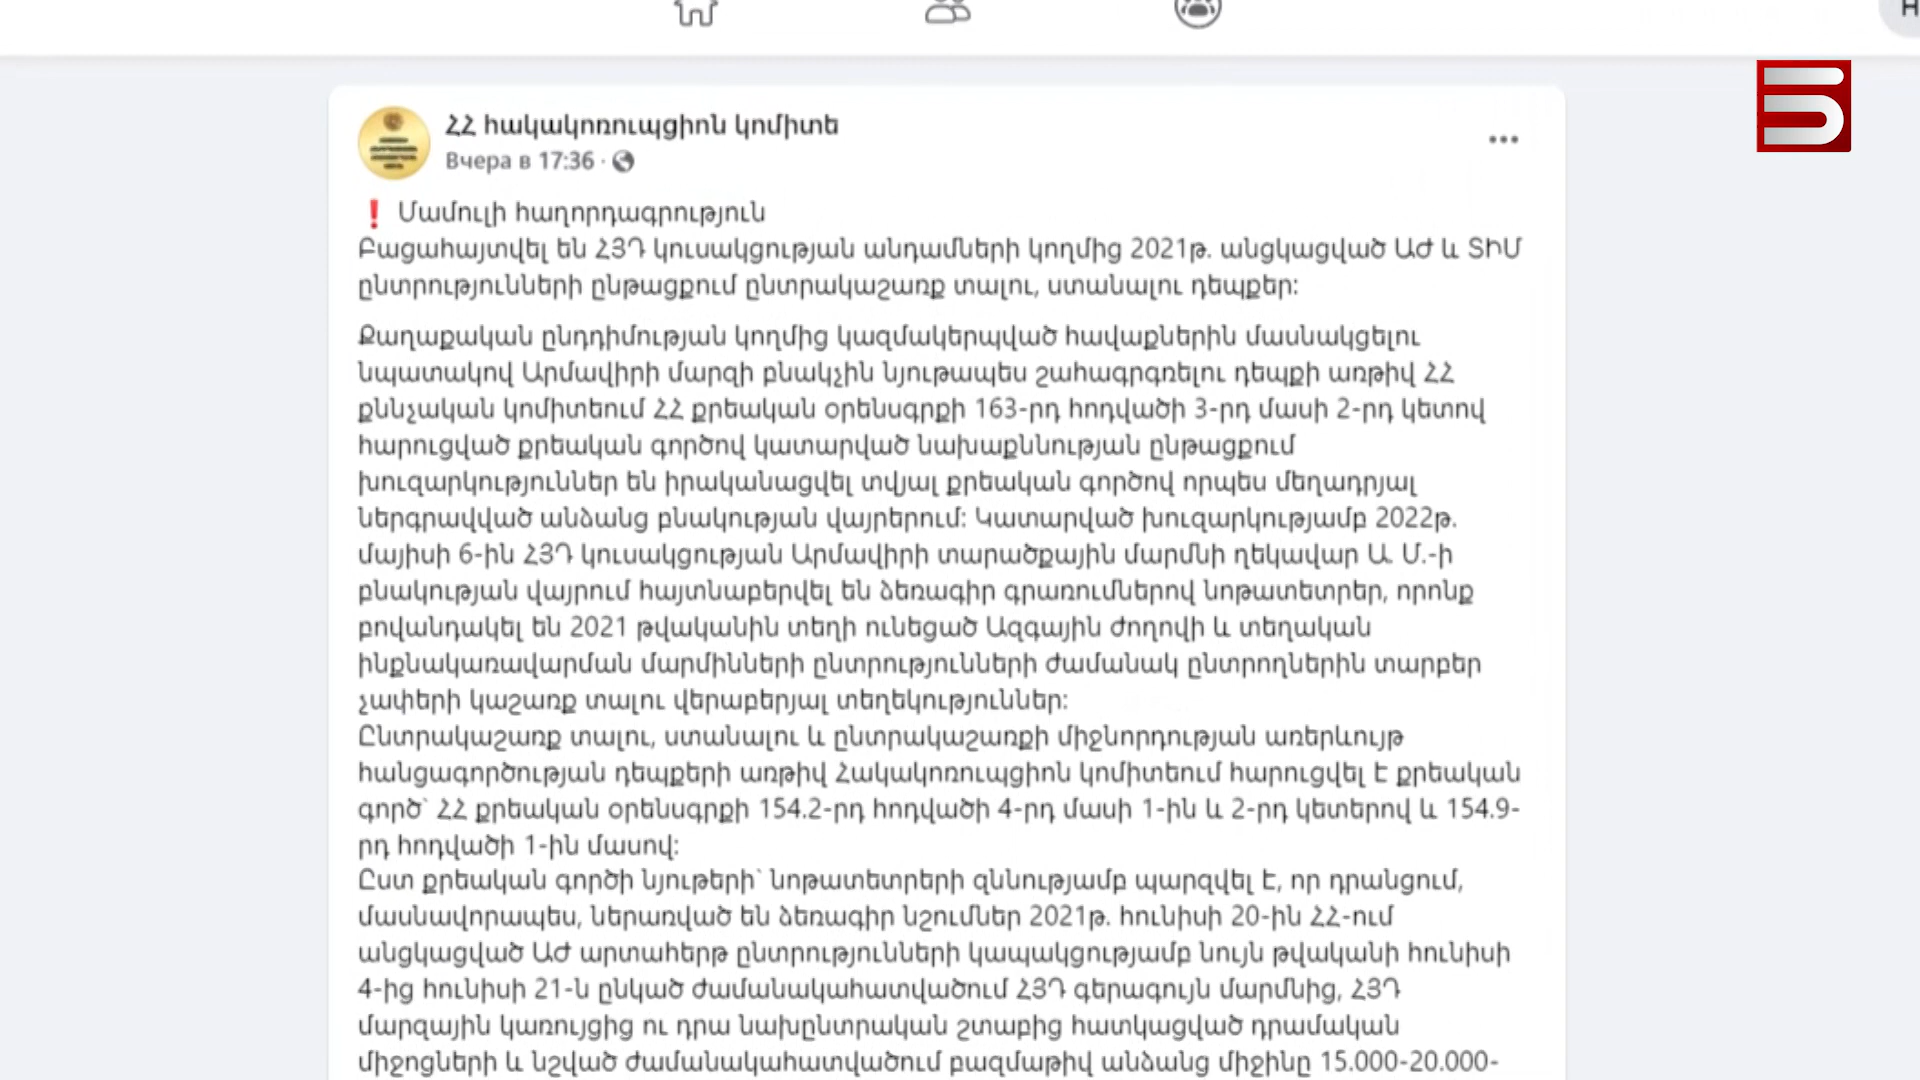 ՀՀ հակակոռուպցիոն կոմիտե
Вчера в 17:36 ·
❗ Մամուլի հաղորդագրություն
Բացահայտվել են ՀՅԴ կուսակցության անդամների կողմից 2021թ. անցկացված ԱԺ և ՏԻՄ
ընտրությունների ընթացքում ընտրակաշառք տալու, ստանալու դեպքեր:
Քաղաքական ընդդիմության կողմից կազմակերպված հավաքներին մասնակցելու
նպատակով Արմավիրի մարզի բնակչին նյութապես շահագրգռելու դեպքի առթիվ ՀՀ
քննչական կոմիտեում ՀՀ քրեական օրենսգրքի 163-րդ հոդվածի 3-րդ մասի 2-րդ կետով
հարուցված քրեական գործով կատարված նախաքննության ընթացքում
խուզարկություններ են իրականացվել տվյալ քրեական գործով որպես մեղադրյալ
ներգրավված անձանց բնակության վայրերում: Կատարված խուզարկությամբ 2022թ.
մայիսի 6-ին ՀՅԴ կուսակցության Արմավիրի տարածքային մարմնի ղեկավար Ա. Մ.-ի
բնակության վայրում հայտնաբերվել են ձեռագիր գրառումներով նոթատետրեր, որոնք
բովանդակել են 2021 թվականին տեղի ունեցած Ազգային ժողովի և տեղական
ինքնակառավարման մարմինների ընտրությունների ժամանակ ընտրողներին տարբեր
չափերի կաշառք տալու վերաբերյալ տեղեկություններ:
Ընտրակաշառք տալու, ստանալու և ընտրակաշառքի միջնորդության առերևույթ
հանցագործության դեպքերի առթիվ Հակակոռուպցիոն կոմիտեում հարուցվել է քրեական
գործ՝ ՀՀ քրեական օրենսգրքի 154.2-րդ հոդվածի 4-րդ մասի 1-ին և 2-րդ կետերով և 154.9-
րդ հոդվածի 1-ին մասով:
Ըստ քրեական գործի նյութերի՝ նոթատետրերի զննությամբ պարզվել է, որ դրանցում,
մասնավորապես, ներառված են ձեռագիր նշումներ 2021թ. հունիսի 20-ին ՀՀ-ում
անցկացված ԱԺ արտահերթ ընտրությունների կապակցությամբ նույն թվականի հունիսի
4-ից հունիսի 21-ն ընկած ժամանակահատվածում ՀՅԴ գերագույն մարմնից, ՀՅԴ
մարզային կառույցից ու դրա նախընտրական շտաբից հատկացված դրամական
միջոցների և նշված ժամանակահատվածում բազմաթիվ անձանց միջինը 15.000-20.000-